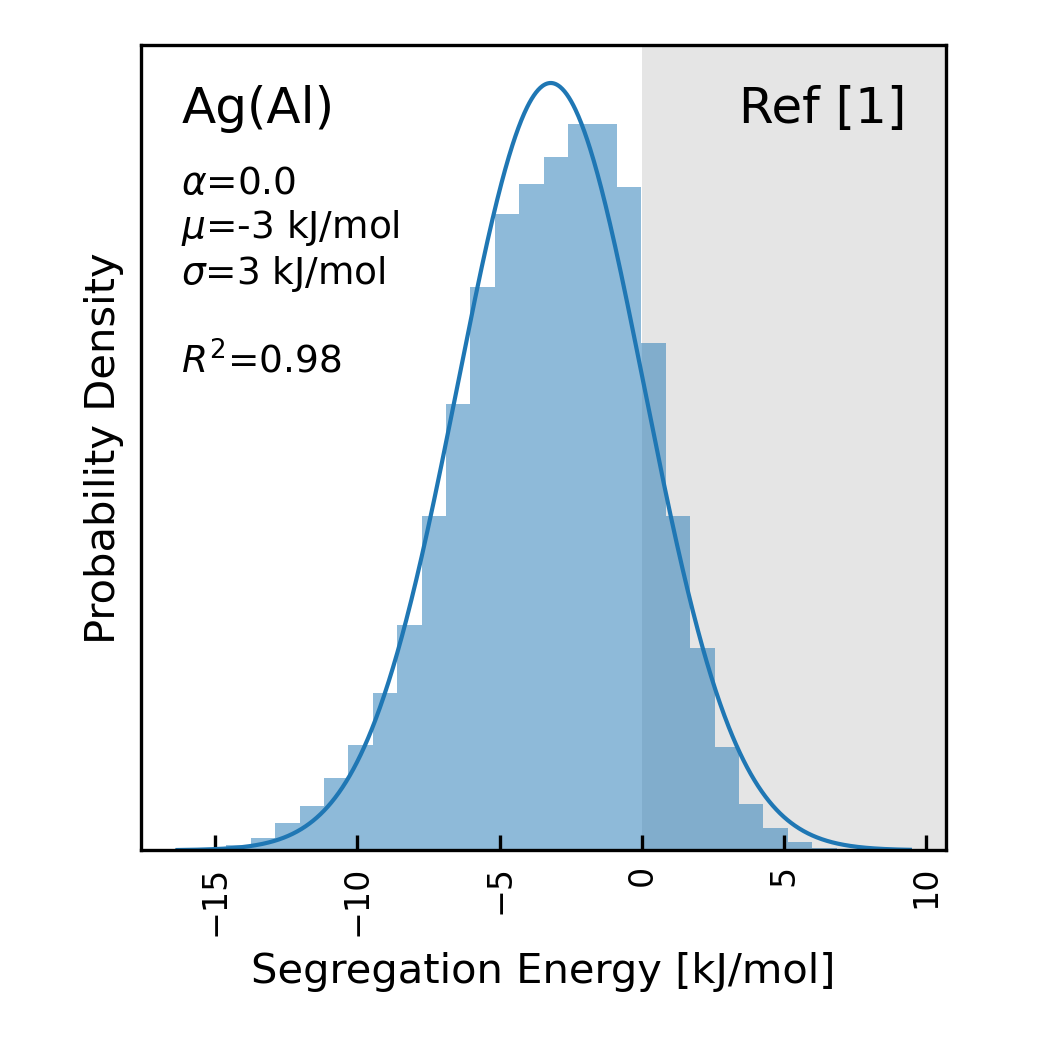 Ag(Al)
Ref [1]
α=0.0
μ=-3 kJ/mol
σ=3 kJ/mol
R²=0.98
Probability Density
−15
−10
−5
0
5
10
Segregation Energy [kJ/mol]